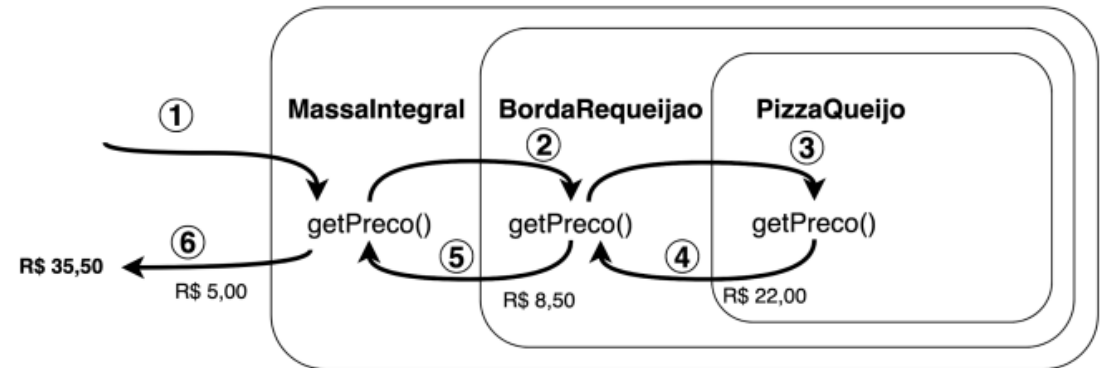 MassaIntegral BordaRequeijao PizzaQueijo
① ② ③
getPreco() getPreco() getPreco()
⑥ ⑤ ④
R$ 35,50
R$ 5,00 R$ 8,50 R$ 22,00